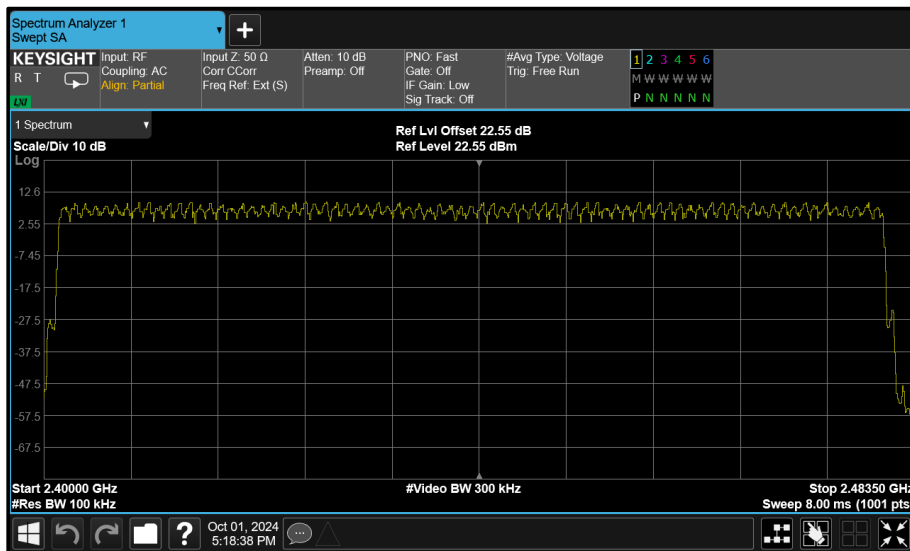 Spectrum Analyzer 1
Swept SA
KEYSIGHT
R T
LXI
Input: RF
Coupling: AC
Align: Partial
Input Z: 50 Ω
Corr CCorr
Freq Ref: Ext (S)
Atten: 10 dB
Preamp: Off
PNO: Fast
Gate: Off
IF Gain: Low
Sig Track: Off
#Avg Type: Voltage
Trig: Free Run
1 2 3 4 5 6
M W W W W W
P N N N N N
1 Spectrum
Scale/Div 10 dB
Ref Lvl Offset 22.55 dB
Ref Level 22.55 dBm
Log
12.6
2.55
-7.45
-17.5
-27.5
-37.5
-47.5
-57.5
-67.5
Start 2.40000 GHz
#Res BW 100 kHz
#Video BW 300 kHz
Stop 2.48350 GHz
Sweep 8.00 ms (1001 pts
?
Oct 01, 2024
5:18:38 PM